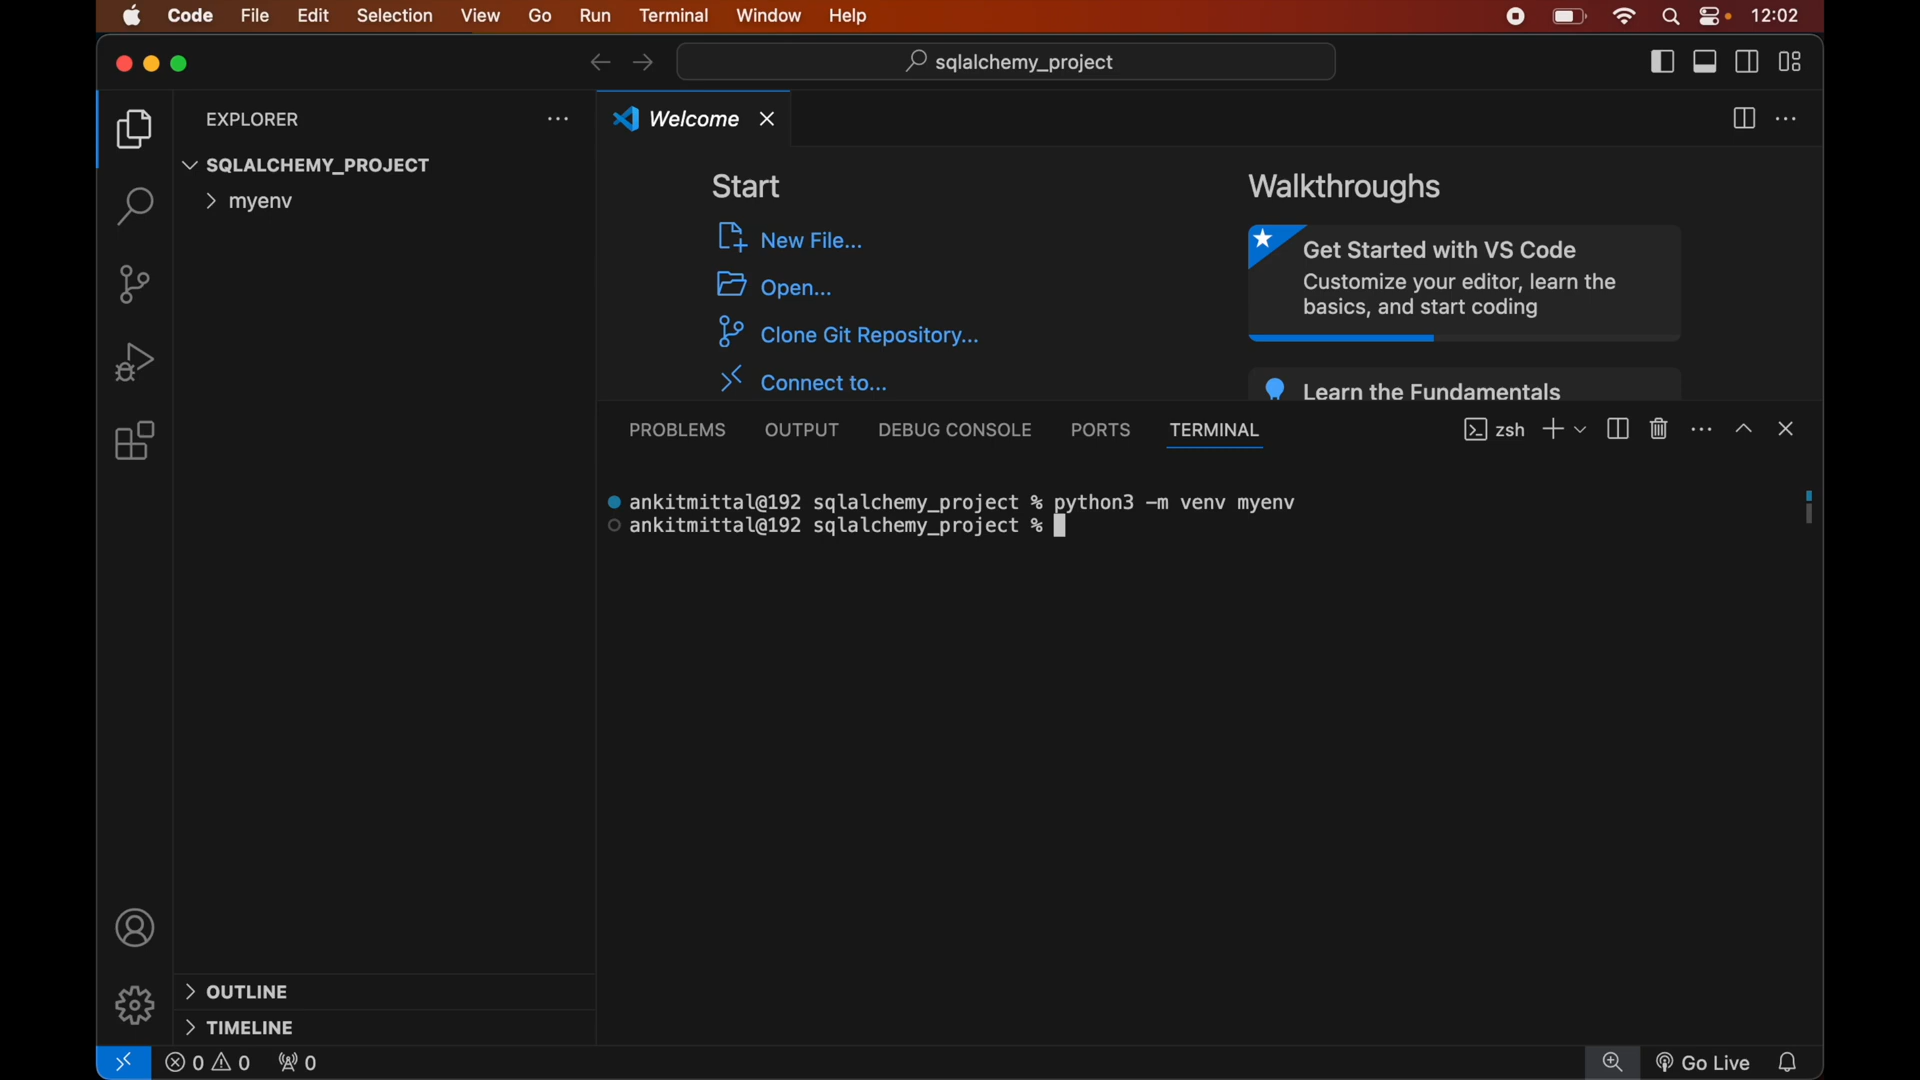 Code File Edit Selection View Go Run Terminal Window Help 12:02
sqlalchemy_project
EXPLORER
SQLALCHEMY_PROJECT
myenv
Welcome
Start
New File...
Open...
Clone Git Repository...
Connect to...
Walkthroughs
Get Started with VS Code
Customize your editor, learn the
basics, and start coding
Learn the Fundamentals
PROBLEMS OUTPUT DEBUG CONSOLE PORTS TERMINAL zsh
ankitmittal@192 sqlalchemy_project % python3 -m venv myenv
ankitmittal@192 sqlalchemy_project %
OUTLINE
TIMELINE
0 0 0 Go Live